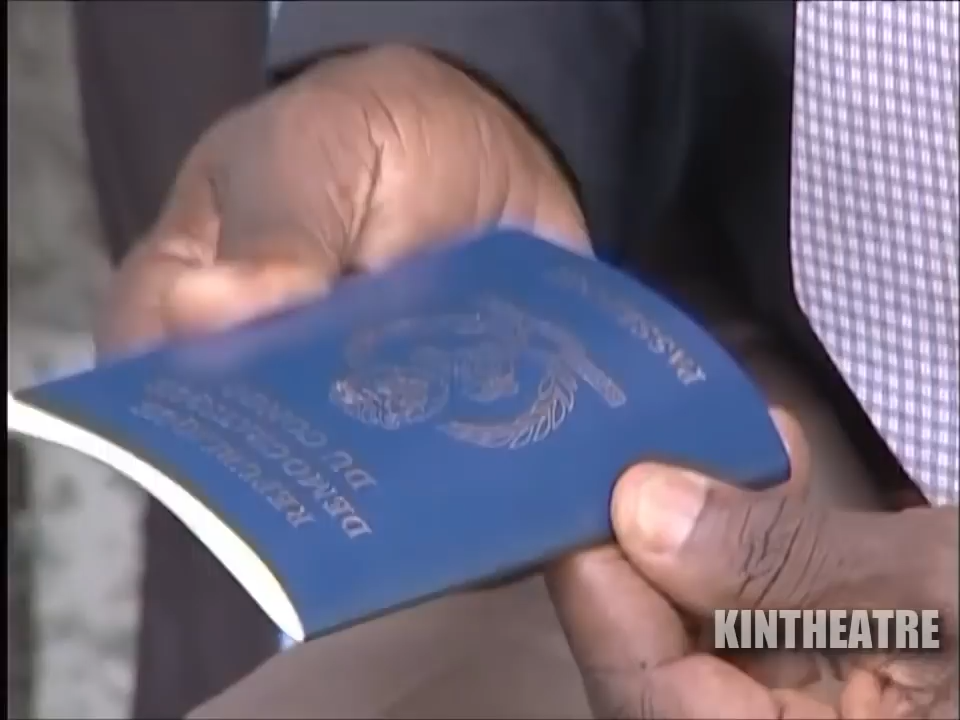 REPUBLIQUE
DEMOCRATIQUE
DU CONGO
PASSEPORT
KINTHEATRE